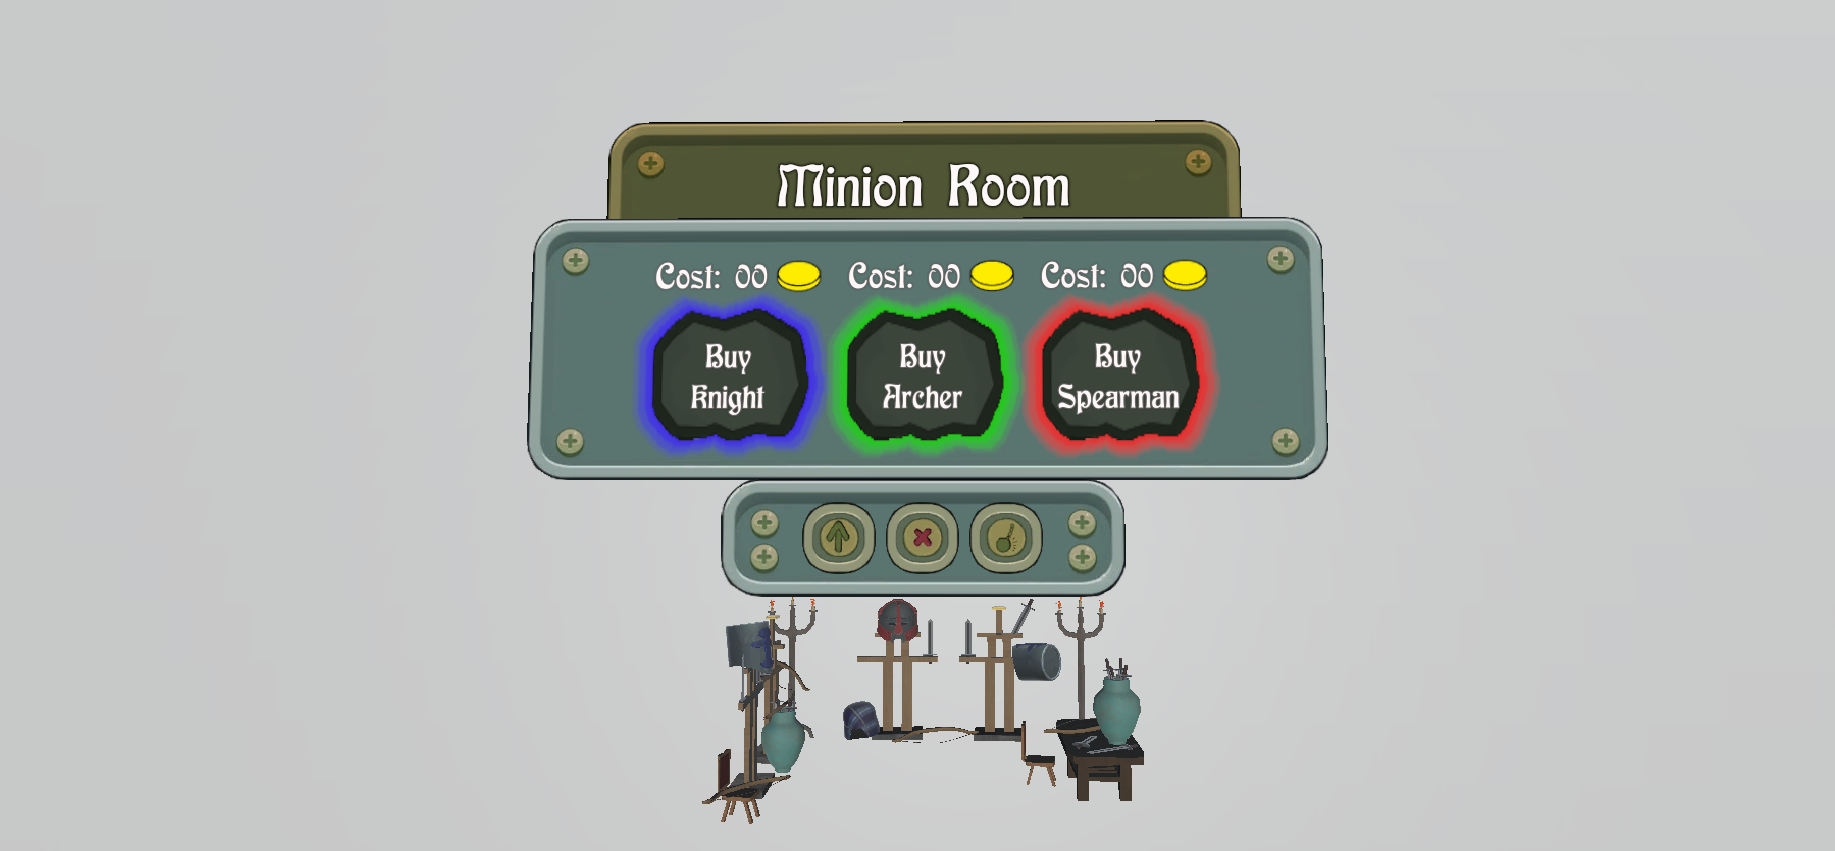 Minion Room
Cost: 00 Cost: 00 Cost: 00
Buy
Knight
Buy
Archer
Buy
Spearman